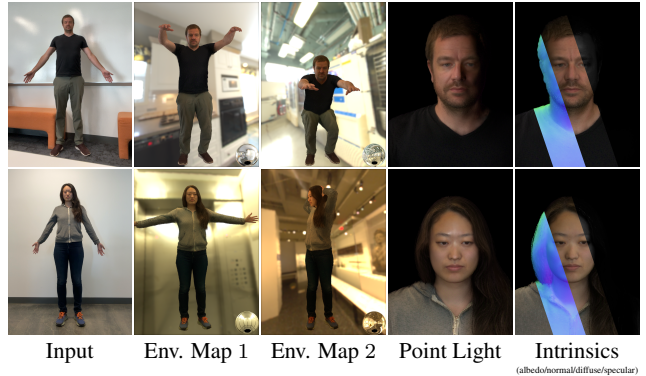 Input Env. Map 1 Env. Map 2 Point Light Intrinsics
(albedo/normal/diffuse/specular)